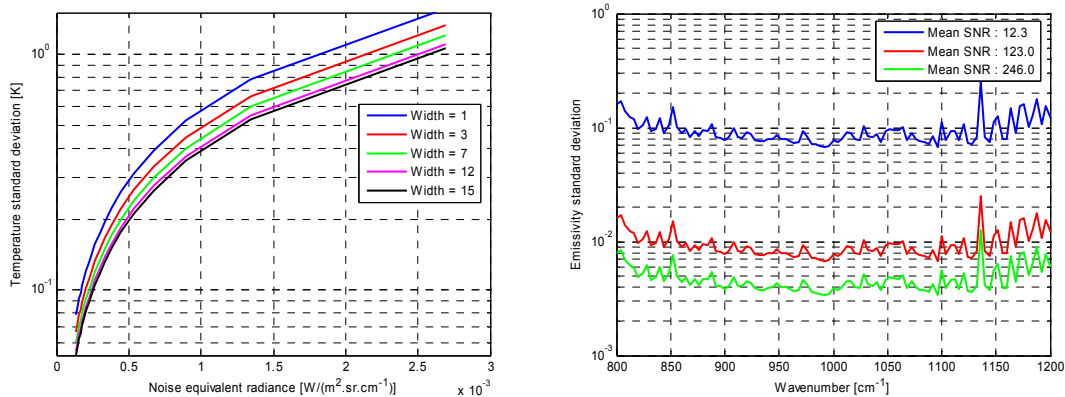 Temperature standard deviation [K]
10^0
10^-1
Width = 1
Width = 3
Width = 7
Width = 12
Width = 15
0 0.5 1 1.5 2 2.5 3
x 10^-3
Noise equivalent radiance [W/(m^2.sr.cm^-1)]
Emissivity standard deviation
10^0
10^-1
10^-2
10^-3
Mean SNR : 12.3
Mean SNR : 123.0
Mean SNR : 246.0
800 850 900 950 1000 1050 1100 1150 1200
Wavenumber [cm^-1]